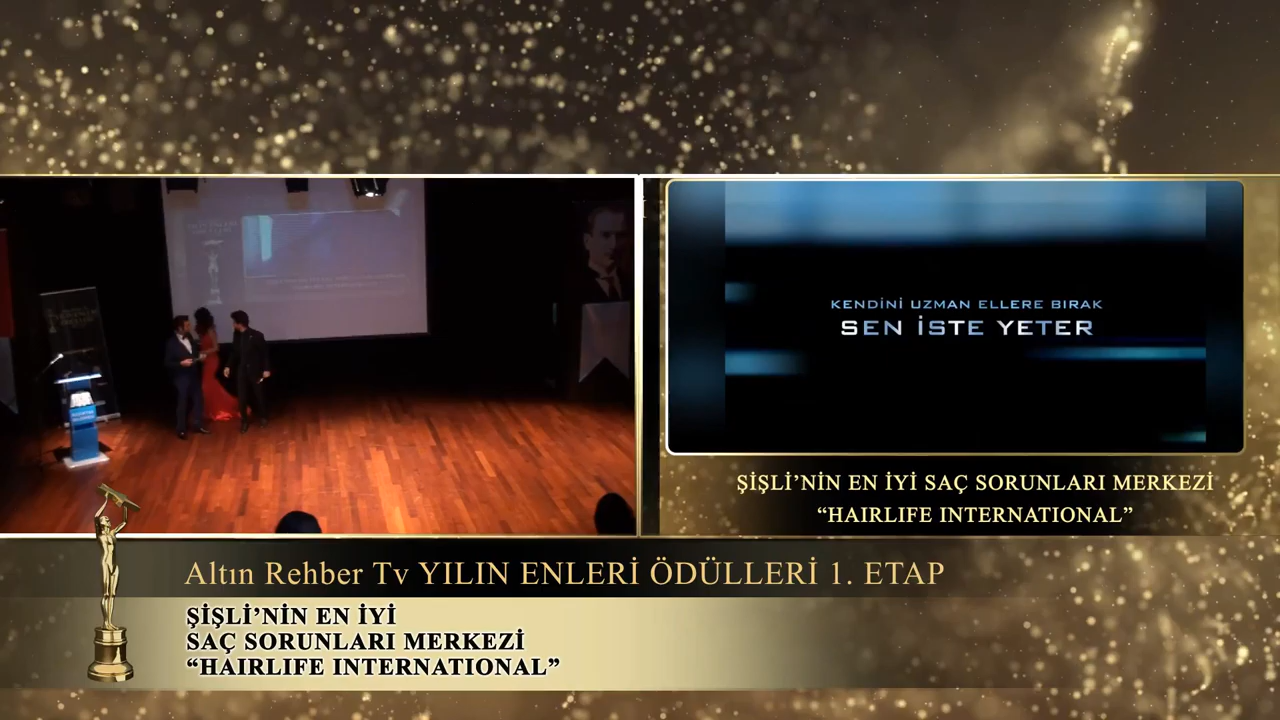 KENDİNİ UZMAN ELLERE BIRAK
SEN İSTE YETER
ŞİŞLİ’NİN EN İYİ SAÇ SORUNLARI MERKEZİ
“HAIRLIFE INTERNATIONAL”
Altın Rehber Tv YILIN ENLERİ ÖDÜLLERİ 1. ETAP
ŞİŞLİ’NİN EN İYİ
SAÇ SORUNLARI MERKEZİ
“HAIRLIFE INTERNATIONAL”